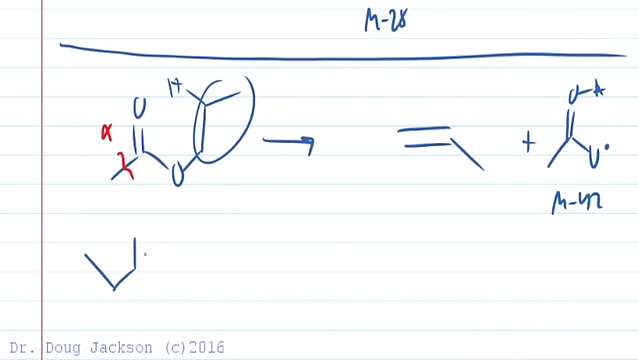 M-28
H
O
α
O
+
O-H
O•
M-42
Dr. Doug Jackson (c)2016